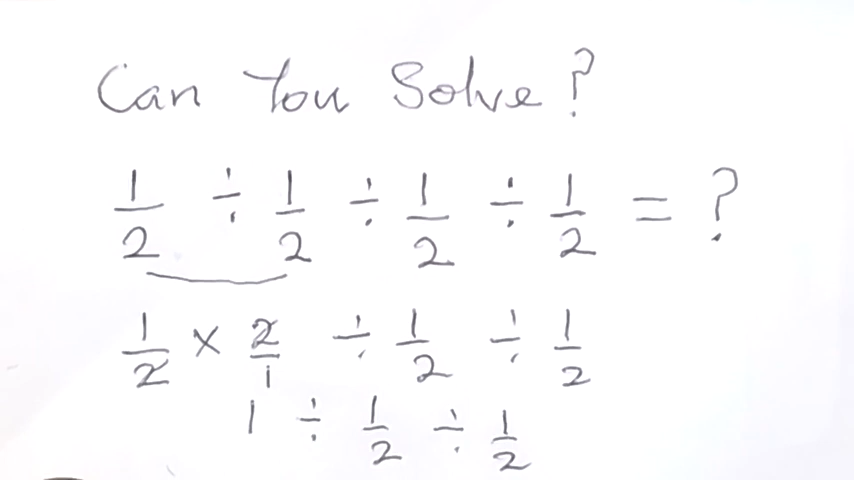 Can You Solve?
1/2 ÷ 1/2 ÷ 1/2 ÷ 1/2 = ?
1/2 × 2/1 ÷ 1/2 ÷ 1/2
1 ÷ 1/2 ÷ 1/2